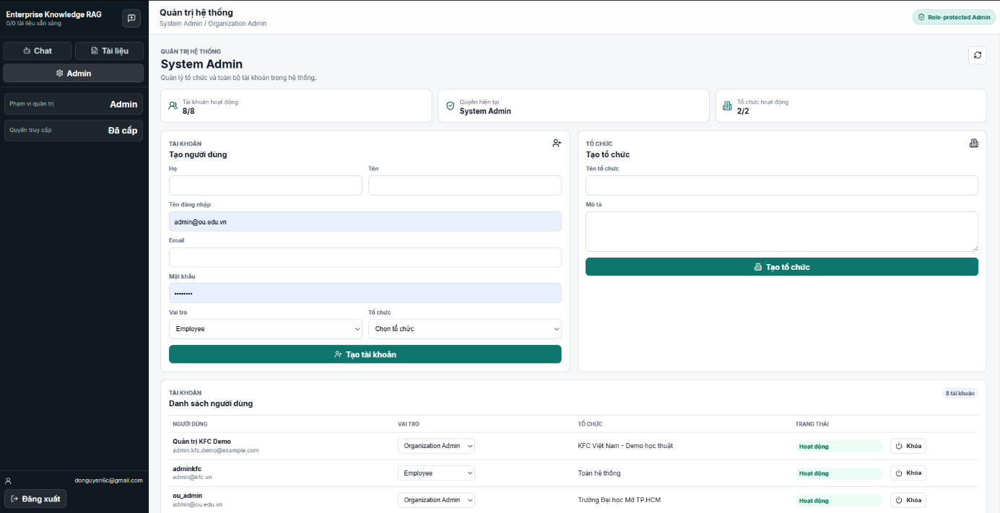 Enterprise Knowledge RAG
0/0 tài liệu sẵn sàng
Chat
Tài liệu
Admin
Phạm vi quản trị
Admin
Quyền truy cập
Đã cấp
donguyen6c@gmail.com
Đăng xuất
Quản trị hệ thống
System Admin / Organization Admin
Role-protected Admin
QUẢN TRỊ HỆ THỐNG
System Admin
Quản lý tổ chức và toàn bộ tài khoản trong hệ thống.
Tài khoản hoạt động
8/8
Quyền hiện tại
System Admin
Tổ chức hoạt động
2/2
TÀI KHOẢN
Tạo người dùng
Họ
Tên
Tên đăng nhập
admin@ou.edu.vn
Email
Mật khẩu
••••••••
Vai trò
Tổ chức
Employee
Chọn tổ chức
Tạo tài khoản
TỔ CHỨC
Tạo tổ chức
Tên tổ chức
Mô tả
Tạo tổ chức
TÀI KHOẢN
Danh sách người dùng
8 tài khoản
NGƯỜI DÙNG VAI TRÒ TỔ CHỨC TRẠNG THÁI
Quản trị KFC Demo
admin.kfc.demo@example.com
Organization Admin
KFC Việt Nam - Demo học thuật
Hoạt động
Khóa
adminkfc
admin@kfc.vn
Employee
Toàn hệ thống
Hoạt động
Khóa
ou_admin
admin@ou.edu.vn
Organization Admin
Trường Đại học Mở TP.HCM
Hoạt động
Khóa